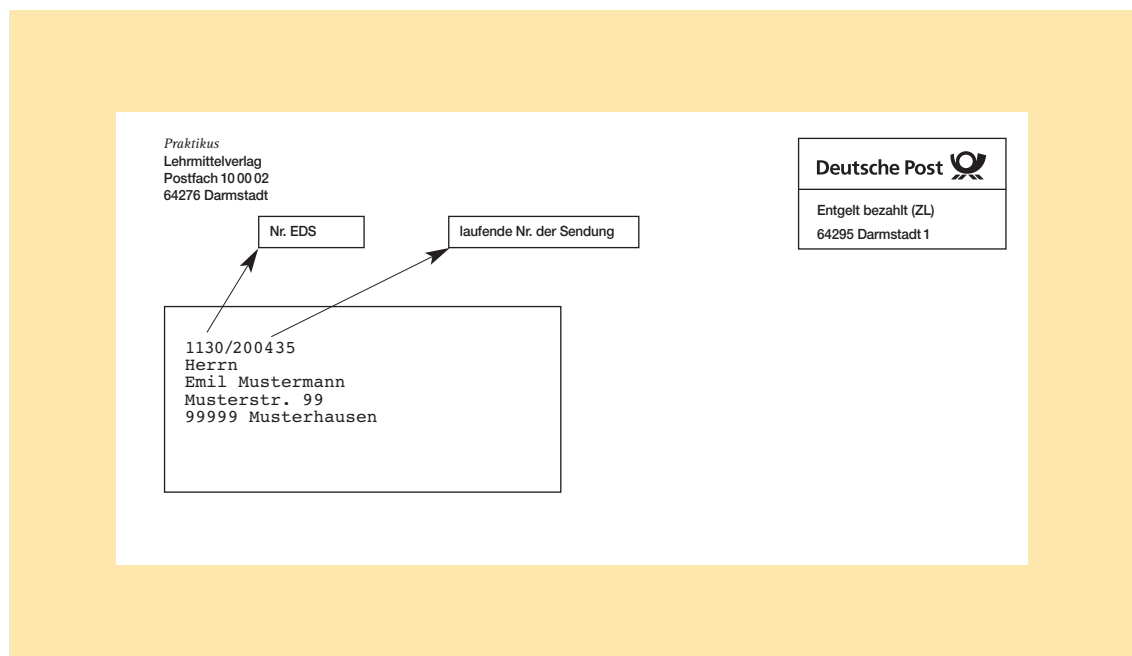 Praktikus
Lehrmittelverlag
Postfach 10 00 02
64276 Darmstadt
Deutsche Post
Entgelt bezahlt (ZL)
64295 Darmstadt 1
Nr. EDS
laufende Nr. der Sendung
1130/200435
Herrn
Emil Mustermann
Musterstr. 99
99999 Musterhausen